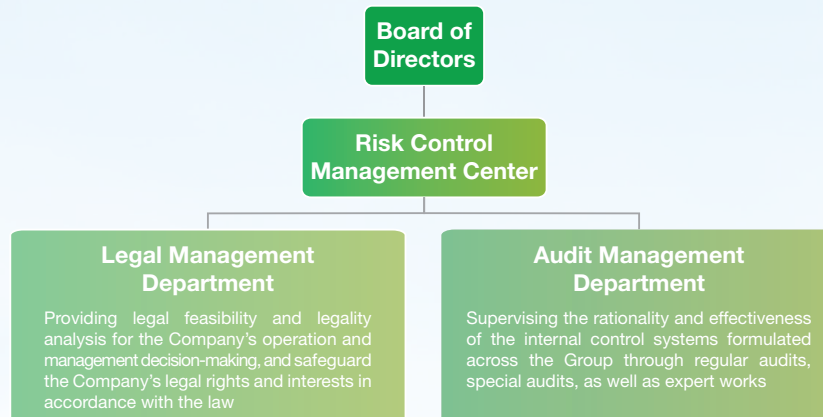 Board of
Directors
Risk Control
Management Center
Legal Management
Department
Providing legal feasibility and legality
analysis for the Company's operation and
management decision-making, and safeguard
the Company's legal rights and interests in
accordance with the law
Audit Management
Department
Supervising the rationality and effectiveness
of the internal control systems formulated
across the Group through regular audits,
special audits, as well as expert works